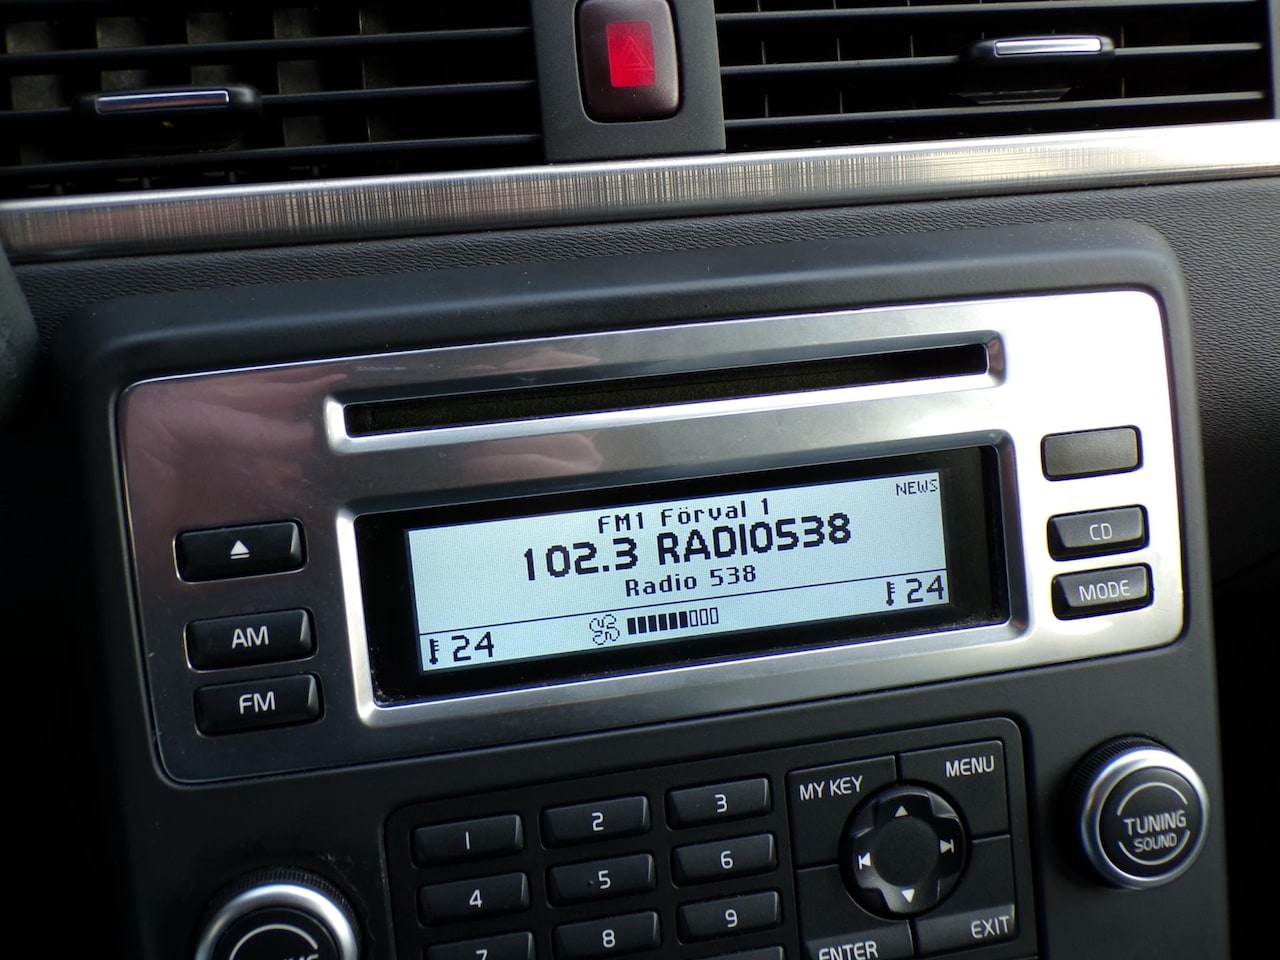 NEWS
FM1 Förval 1
102.3 RADIO538
Radio 538
24
24
CD
MODE
AM
FM
MY KEY
MENU
1
2
3
4
5
6
7
8
9
ENTER
EXIT
TUNING
SOUND